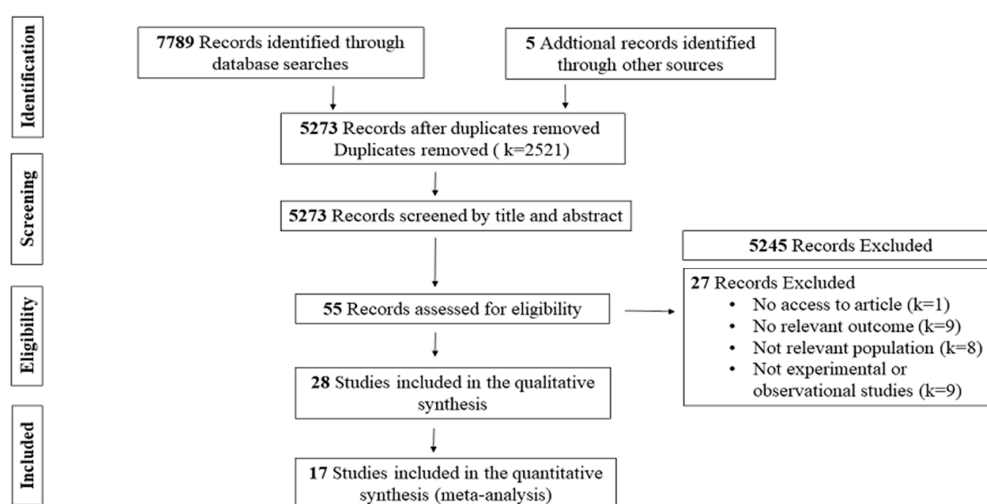 Identification
7789 Records identified through
database searches
5 Addtional records identified
through other sources
5273 Records after duplicates removed
Duplicates removed ( k=2521)
Screening
5273 Records screened by title and abstract
5245 Records Excluded
Eligibility
55 Records assessed for eligibility
27 Records Excluded
• No access to article (k=1)
• No relevant outcome (k=9)
• Not relevant population (k=8)
• Not experimental or
observational studies (k=9)
28 Studies included in the qualitative
synthesis
Included
17 Studies included in the quantitative
synthesis (meta-analysis)